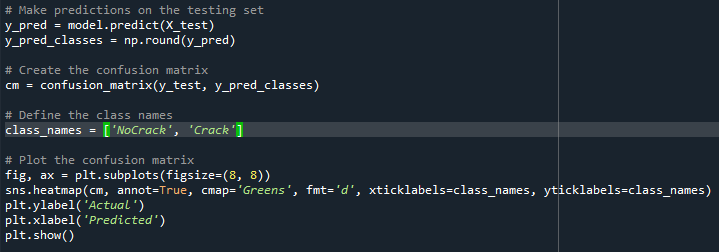 # Make predictions on the testing set
y_pred = model.predict(X_test)
y_pred_classes = np.round(y_pred)
# Create the confusion matrix
cm = confusion_matrix(y_test, y_pred_classes)
# Define the class names
class_names = ['NoCrack', 'Crack']
# Plot the confusion matrix
fig, ax = plt.subplots(figsize=(8, 8))
sns.heatmap(cm, annot=True, cmap='Greens', fmt='d', xticklabels=class_names, yticklabels=class_names)
plt.ylabel('Actual')
plt.xlabel('Predicted')
plt.show()